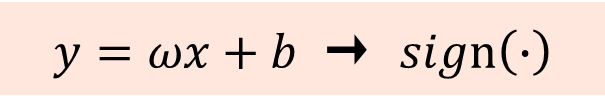 y = ωx + b → sign(·)